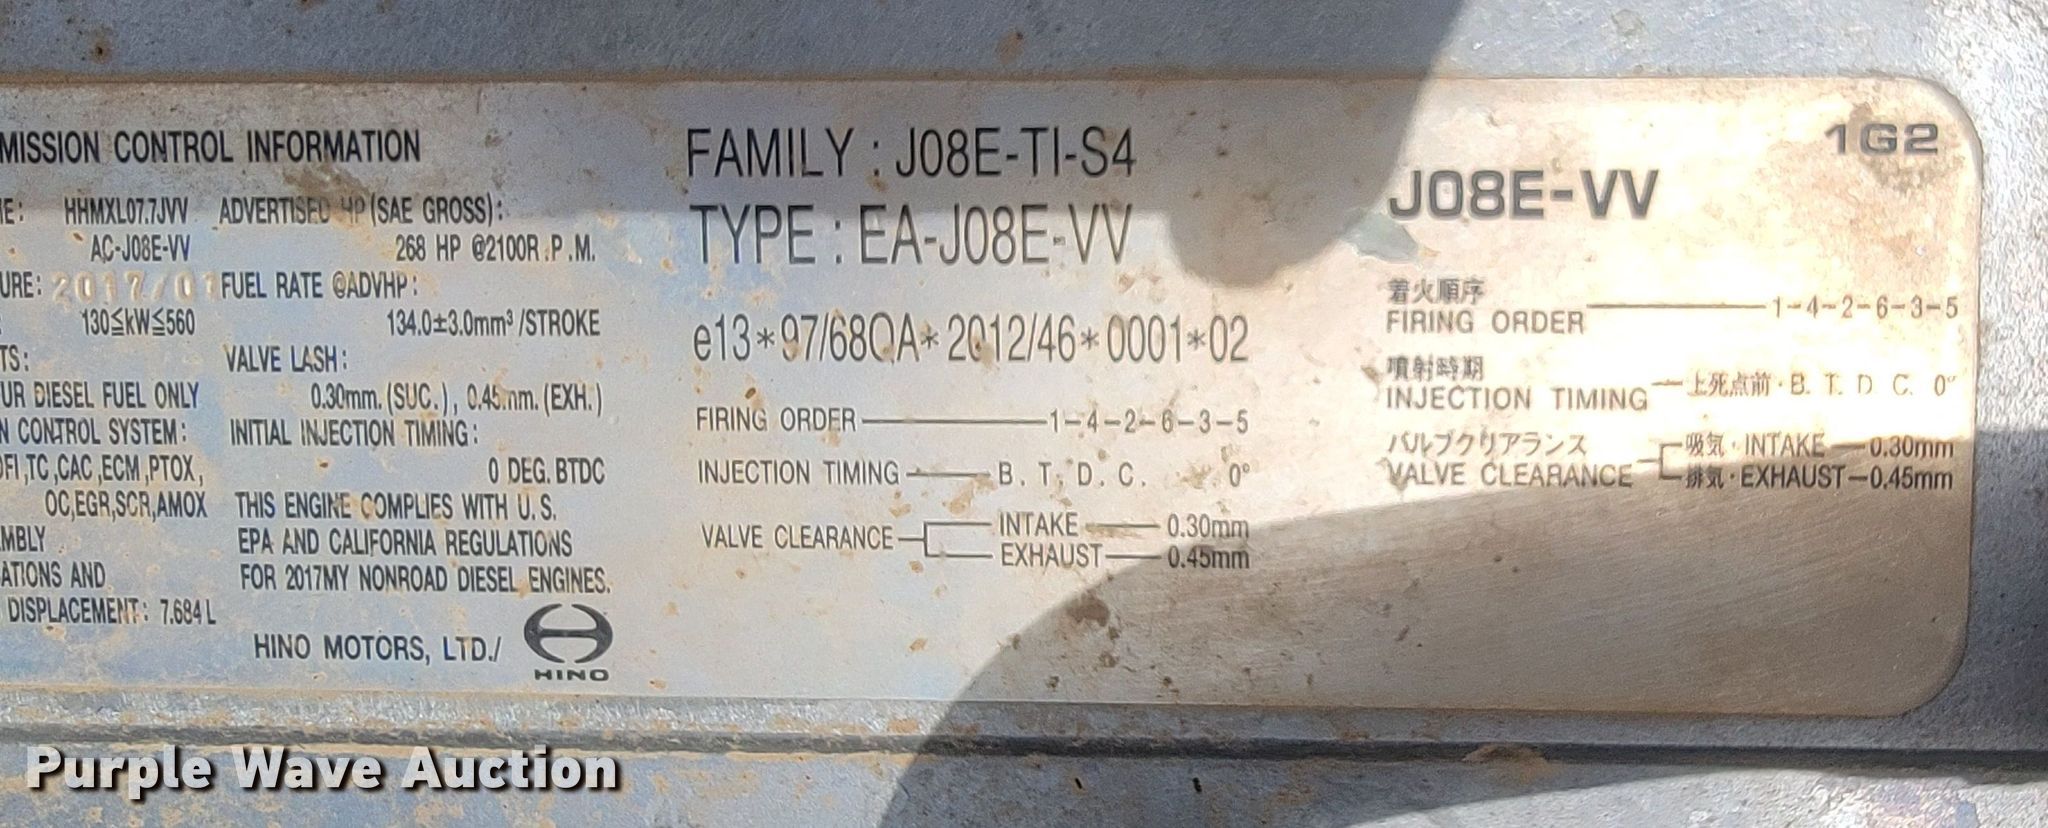 MISSION CONTROL INFORMATION
HHMXL07.7JVV ADVERTISED HP (SAE GROSS):
AC-J08E-VV 268 HP @2100R.P.M.
URE: 2017/01 FUEL RATE @ADVHP:
130≦kW≦560 134.0±3.0mm³/STROKE
TS: VALVE LASH:
UR DIESEL FUEL ONLY 0.30mm.(SUC.), 0.45mm.(EXH.)
N CONTROL SYSTEM: INITIAL INJECTION TIMING:
FI,TC,CAC,ECM,PTOX, 0 DEG.BTDC
OC,EGR,SCR,AMOX THIS ENGINE COMPLIES WITH U.S.
MBLY EPA AND CALIFORNIA REGULATIONS
ATIONS AND FOR 2017MY NONROAD DIESEL ENGINES.
DISPLACEMENT: 7.684L
HINO MOTORS, LTD./
HINO
FAMILY : J08E-TI-S4
TYPE : EA-J08E-VV
e13*97/68QA*2012/46*0001*02
FIRING ORDER 1-4-2-6-3-5
INJECTION TIMING B.T.D.C. 0°
VALVE CLEARANCE INTAKE 0.30mm
EXHAUST 0.45mm
1G2
J08E-VV
着火順序
FIRING ORDER 1-4-2-6-3-5
噴射時期
INJECTION TIMING 上死点前・B.T.D.C. 0°
バルブクリアランス 吸気・INTAKE 0.30mm
VALVE CLEARANCE 排気・EXHAUST 0.45mm
Purple Wave Auction